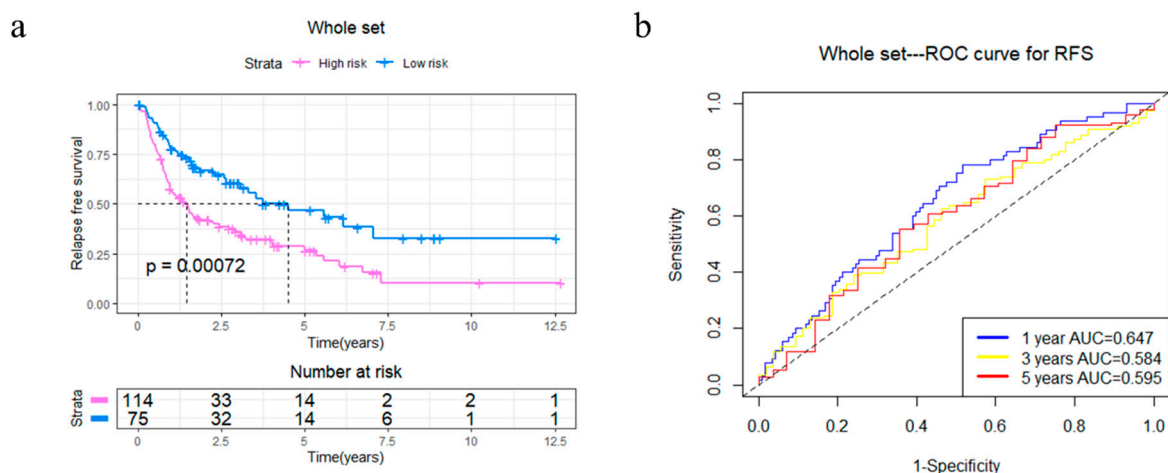 a
Whole set
Strata High risk Low risk
Relapse free survival
1.00
0.75
0.50
0.25
0.00
p = 0.00072
0 2.5 5.0 7.5 10.0 12.5
Time(years)
Number at risk
Strata
114 33 14 2 2 1
75 32 14 6 1 1
0 2.5 5.0 7.5 10.0 12.5
Time(years)
b
Whole set---ROC curve for RFS
Sensitivity
1.0
0.8
0.6
0.4
0.2
0.0
1 year AUC=0.647
3 years AUC=0.584
5 years AUC=0.595
0.0 0.2 0.4 0.6 0.8 1.0
1-Specificity